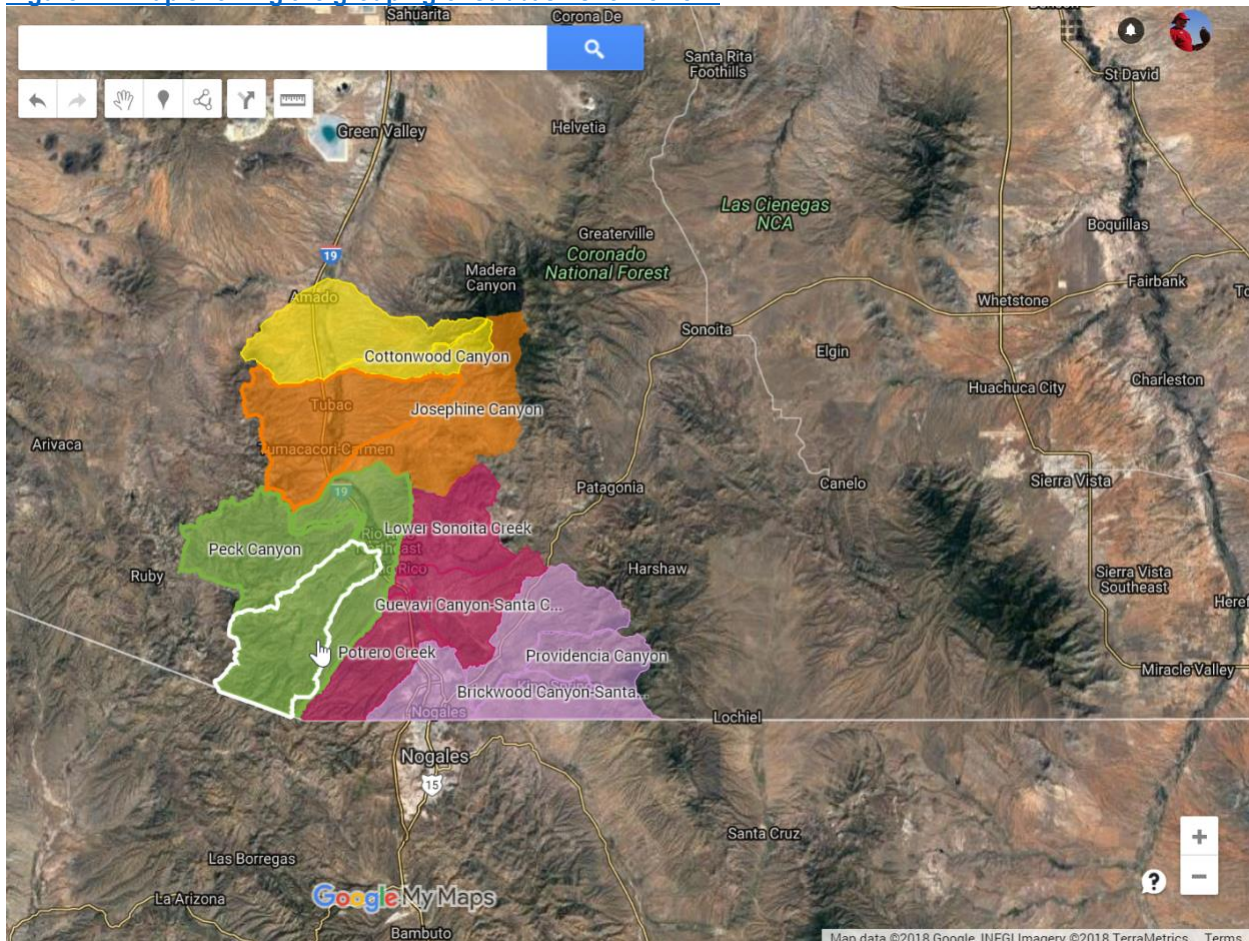 Sahuarita
Corona De
Santa Rita
Foothills
St David
Green Valley
Helvetia
Las Cienegas
NCA
Boquillas
Greaterville
Coronado
National Forest
19
Madera
Canyon
Fairbank
Amado
Whetstone
Sonoita
Cottonwood Canyon
Elgin
Huachuca City
Charleston
Tubac
Josephine Canyon
Arivaca
19
Patagonia
Canelo
Sierra Vista
Lower Sonoita Creek
Peck Canyon
Ruby
Harshaw
Sierra Vista
Southeast
Guevavi Canyon-Santa C...
Potrero Creek
Providencia Canyon
Miracle Valley
Brickwood Canyon-Santa...
Nogales
Lochiel
Nogales
15
Santa Cruz
Las Borregas
La Arizona
Google My Maps
Bambuto
?
+
−
Map data ©2018 Google, INEGI Imagery ©2018 TerraMetrics Terms